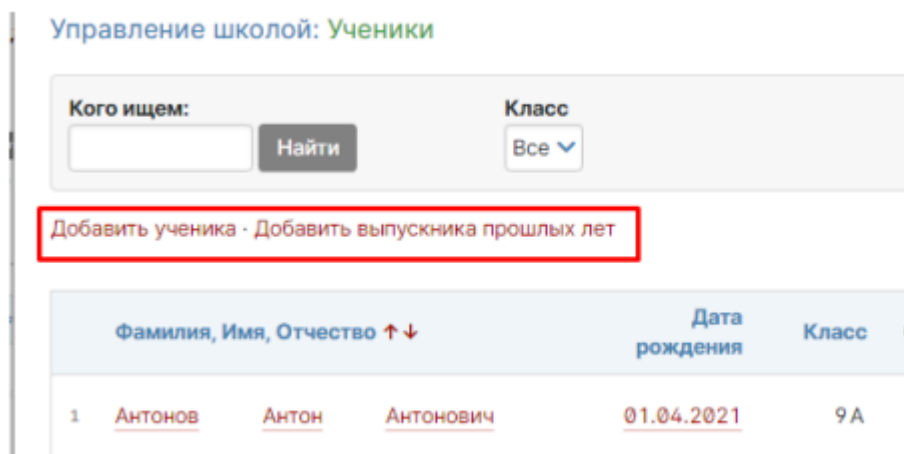 Управление школой: Ученики
Кого ищем: Класс
Найти Все
Добавить ученика · Добавить выпускника прошлых лет
Фамилия, Имя, Отчество ↑↓ Дата рождения Класс
1 Антонов Антон Антонович 01.04.2021 9 А